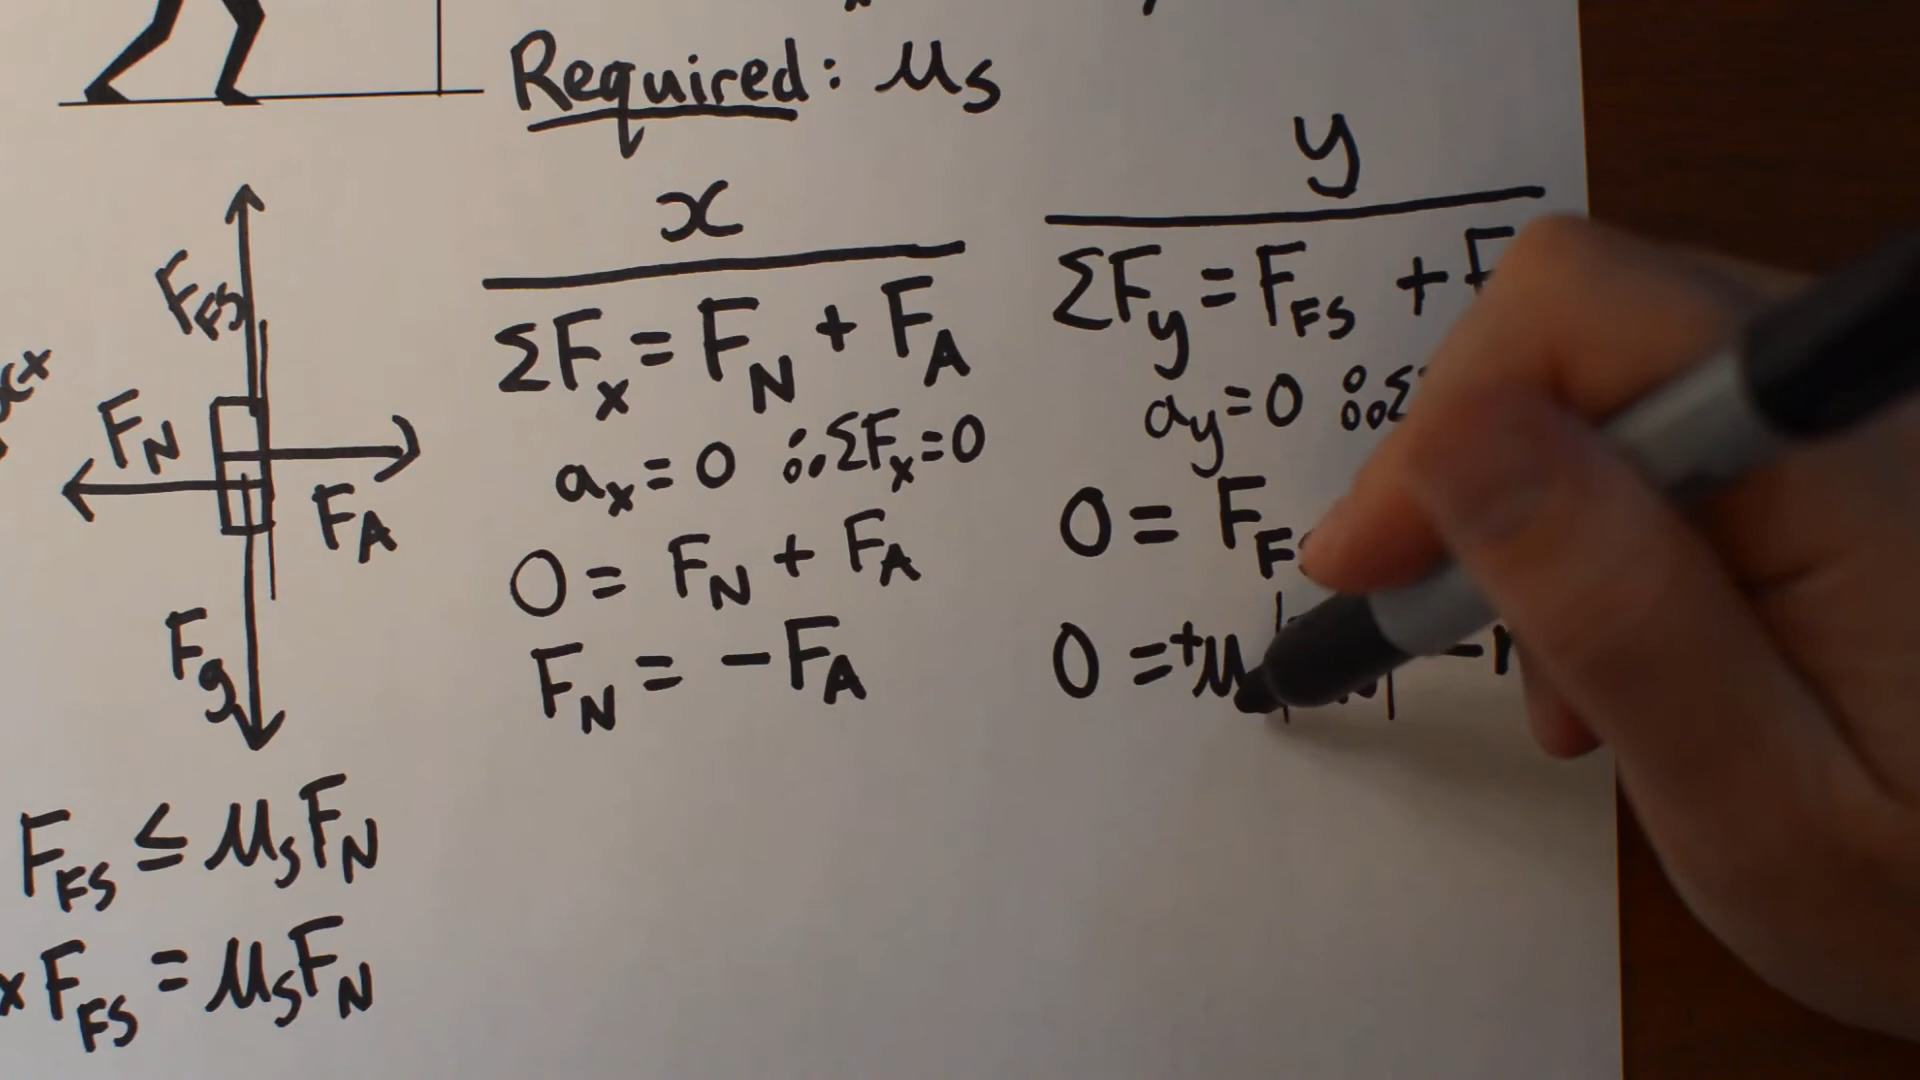 Required: μs
x
y
FFS
FN
FA
Fg
ΣFx = FN + FA
ax = 0 ∴ ΣFx = 0
0 = FN + FA
FN = -FA
ΣFy = FFS +
ay = 0 ∴ Σ
0 = FF
0 = +μ
FFS ≤ μsFN
x FFS = μsFN